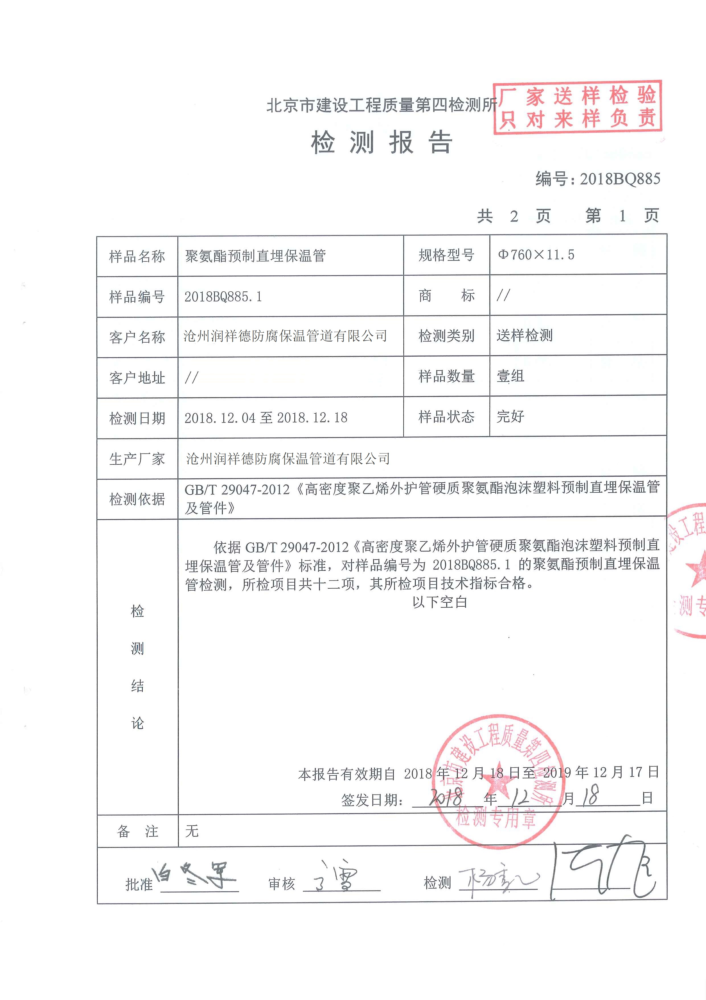 北京市建设工程质量第四检测所
厂家送样检验
只对来样负责
检测报告
编号：2018BQ885
共 2 页 第 1 页
样品名称 聚氨酯预制直埋保温管 规格型号 Φ760×11.5
样品编号 2018BQ885.1 商 标 //
客户名称 沧州润祥德防腐保温管道有限公司 检测类别 送样检测
客户地址 // 样品数量 壹组
检测日期 2018.12.04 至 2018.12.18 样品状态 完好
生产厂家 沧州润祥德防腐保温管道有限公司
检测依据 GB/T 29047-2012《高密度聚乙烯外护管硬质聚氨酯泡沫塑料预制直埋保温管
及管件》
检测结论
依据 GB/T 29047-2012《高密度聚乙烯外护管硬质聚氨酯泡沫塑料预制直
埋保温管及管件》标准，对样品编号为 2018BQ885.1 的聚氨酯预制直埋保温
管检测，所检项目共十二项，其所检项目技术指标合格。
以下空白
设工程
测专
本报告有效期自 2018 年 12 月 18 日至 2019 年 12 月 17 日
签发日期： 2018 年 12 月 18 日
北京市建设工程质量第四检测所
检测专用章
备 注 无
批准 白冬军 审核 丁雪 检测